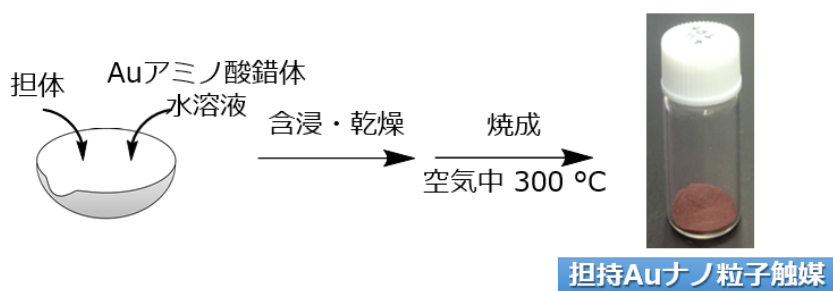 担体
Auアミノ酸錯体
水溶液
含浸・乾燥
焼成
空気中 300 °C
担持Auナノ粒子触媒